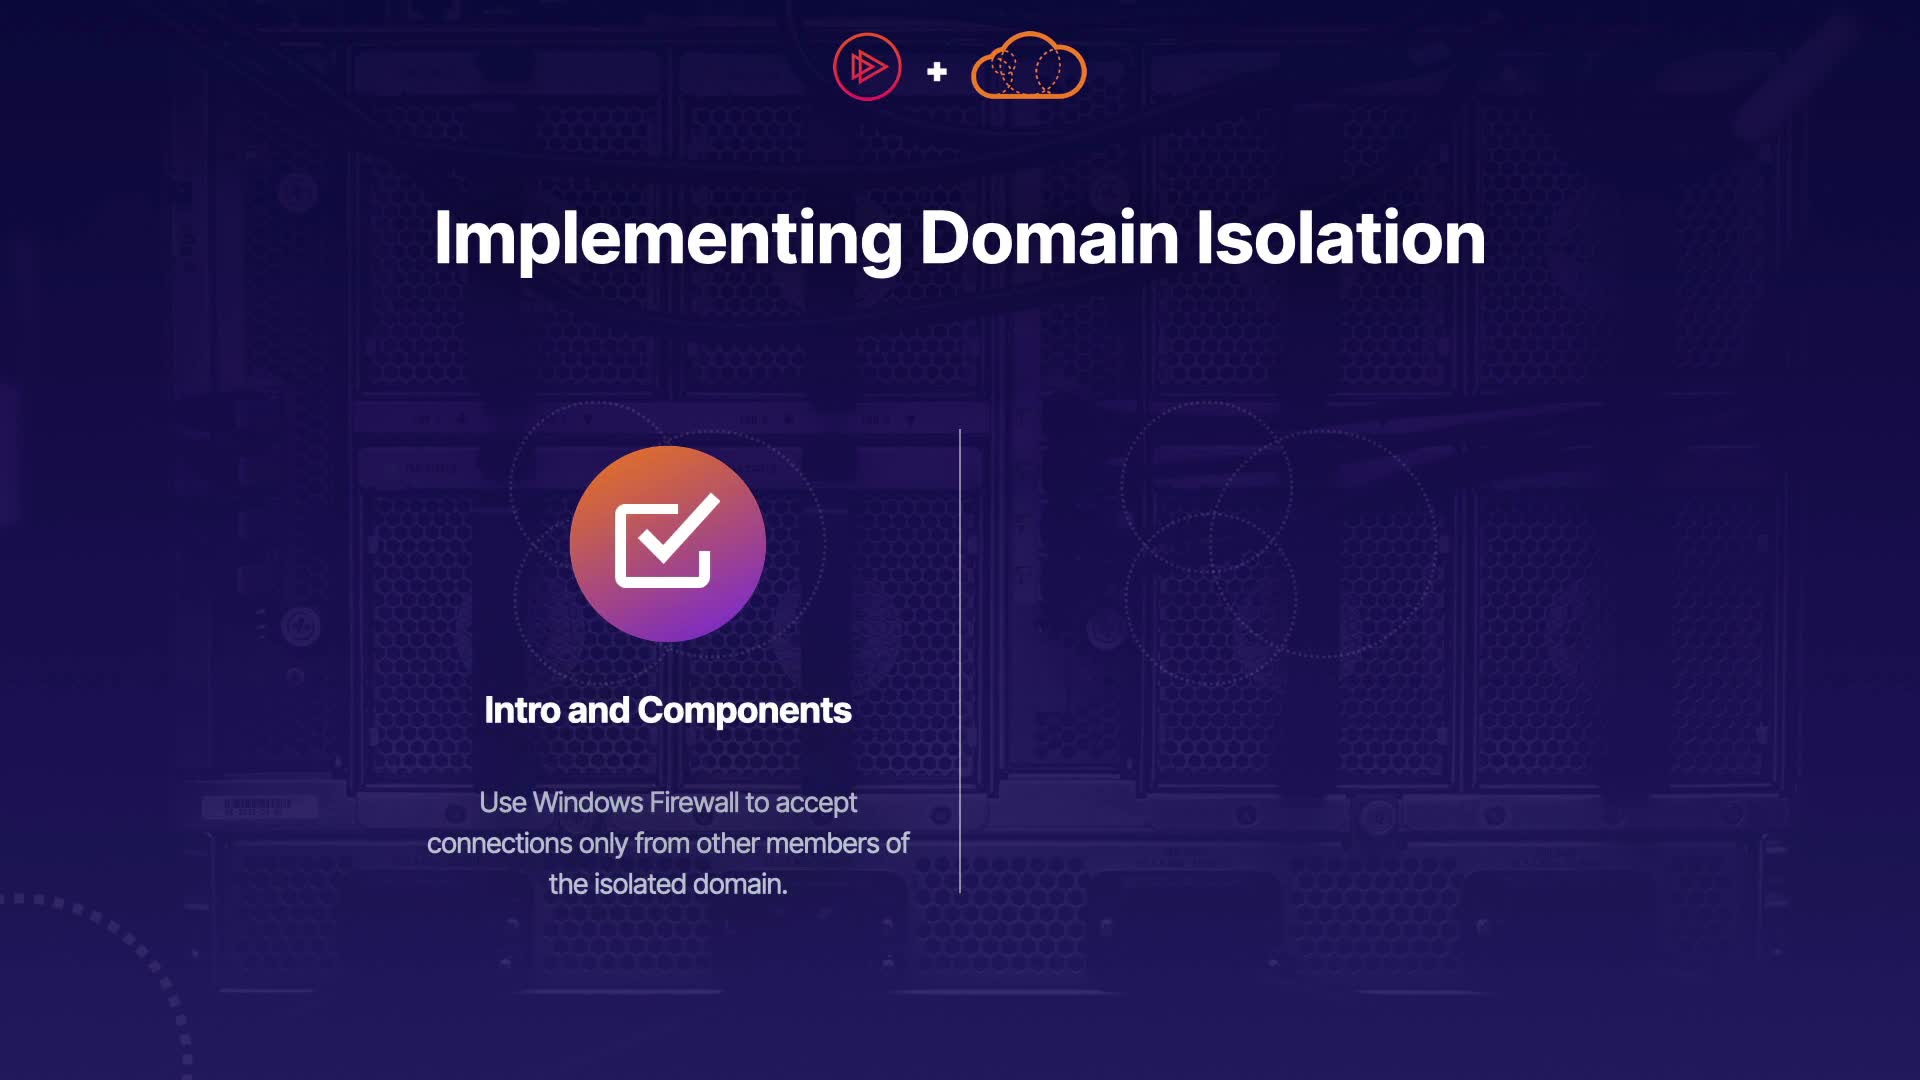 Implementing Domain Isolation
Intro and Components
Use Windows Firewall to accept
connections only from other members of
the isolated domain.